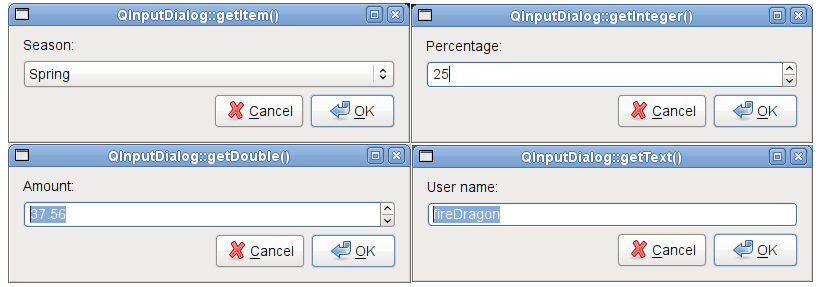 QInputDialog::getItem()
Season:
Spring
Cancel
OK
QInputDialog::getInteger()
Percentage:
25
Cancel
OK
QInputDialog::getDouble()
Amount:
37.56
Cancel
OK
QInputDialog::getText()
User name:
fireDragon
Cancel
OK